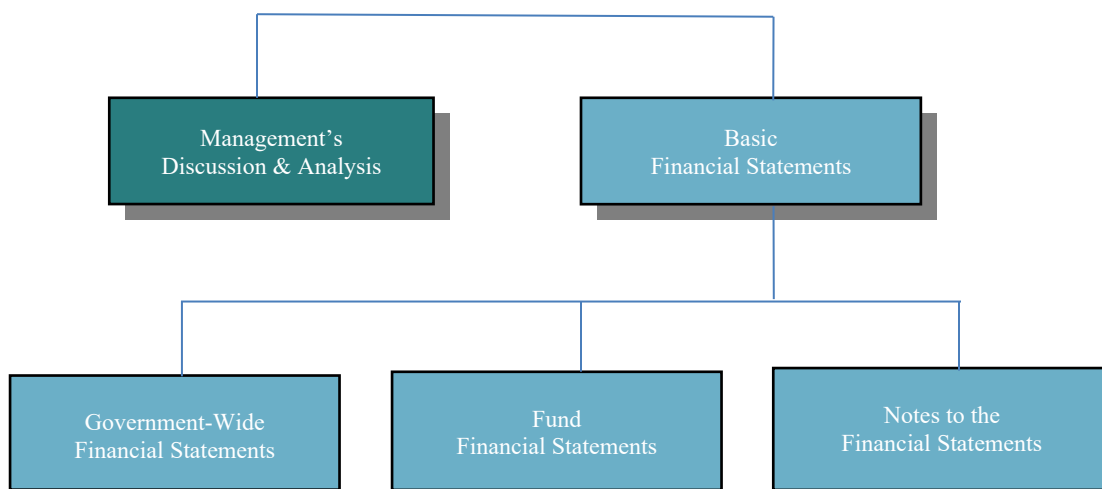 Management’s
Discussion & Analysis
Basic
Financial Statements
Government-Wide
Financial Statements
Fund
Financial Statements
Notes to the
Financial Statements